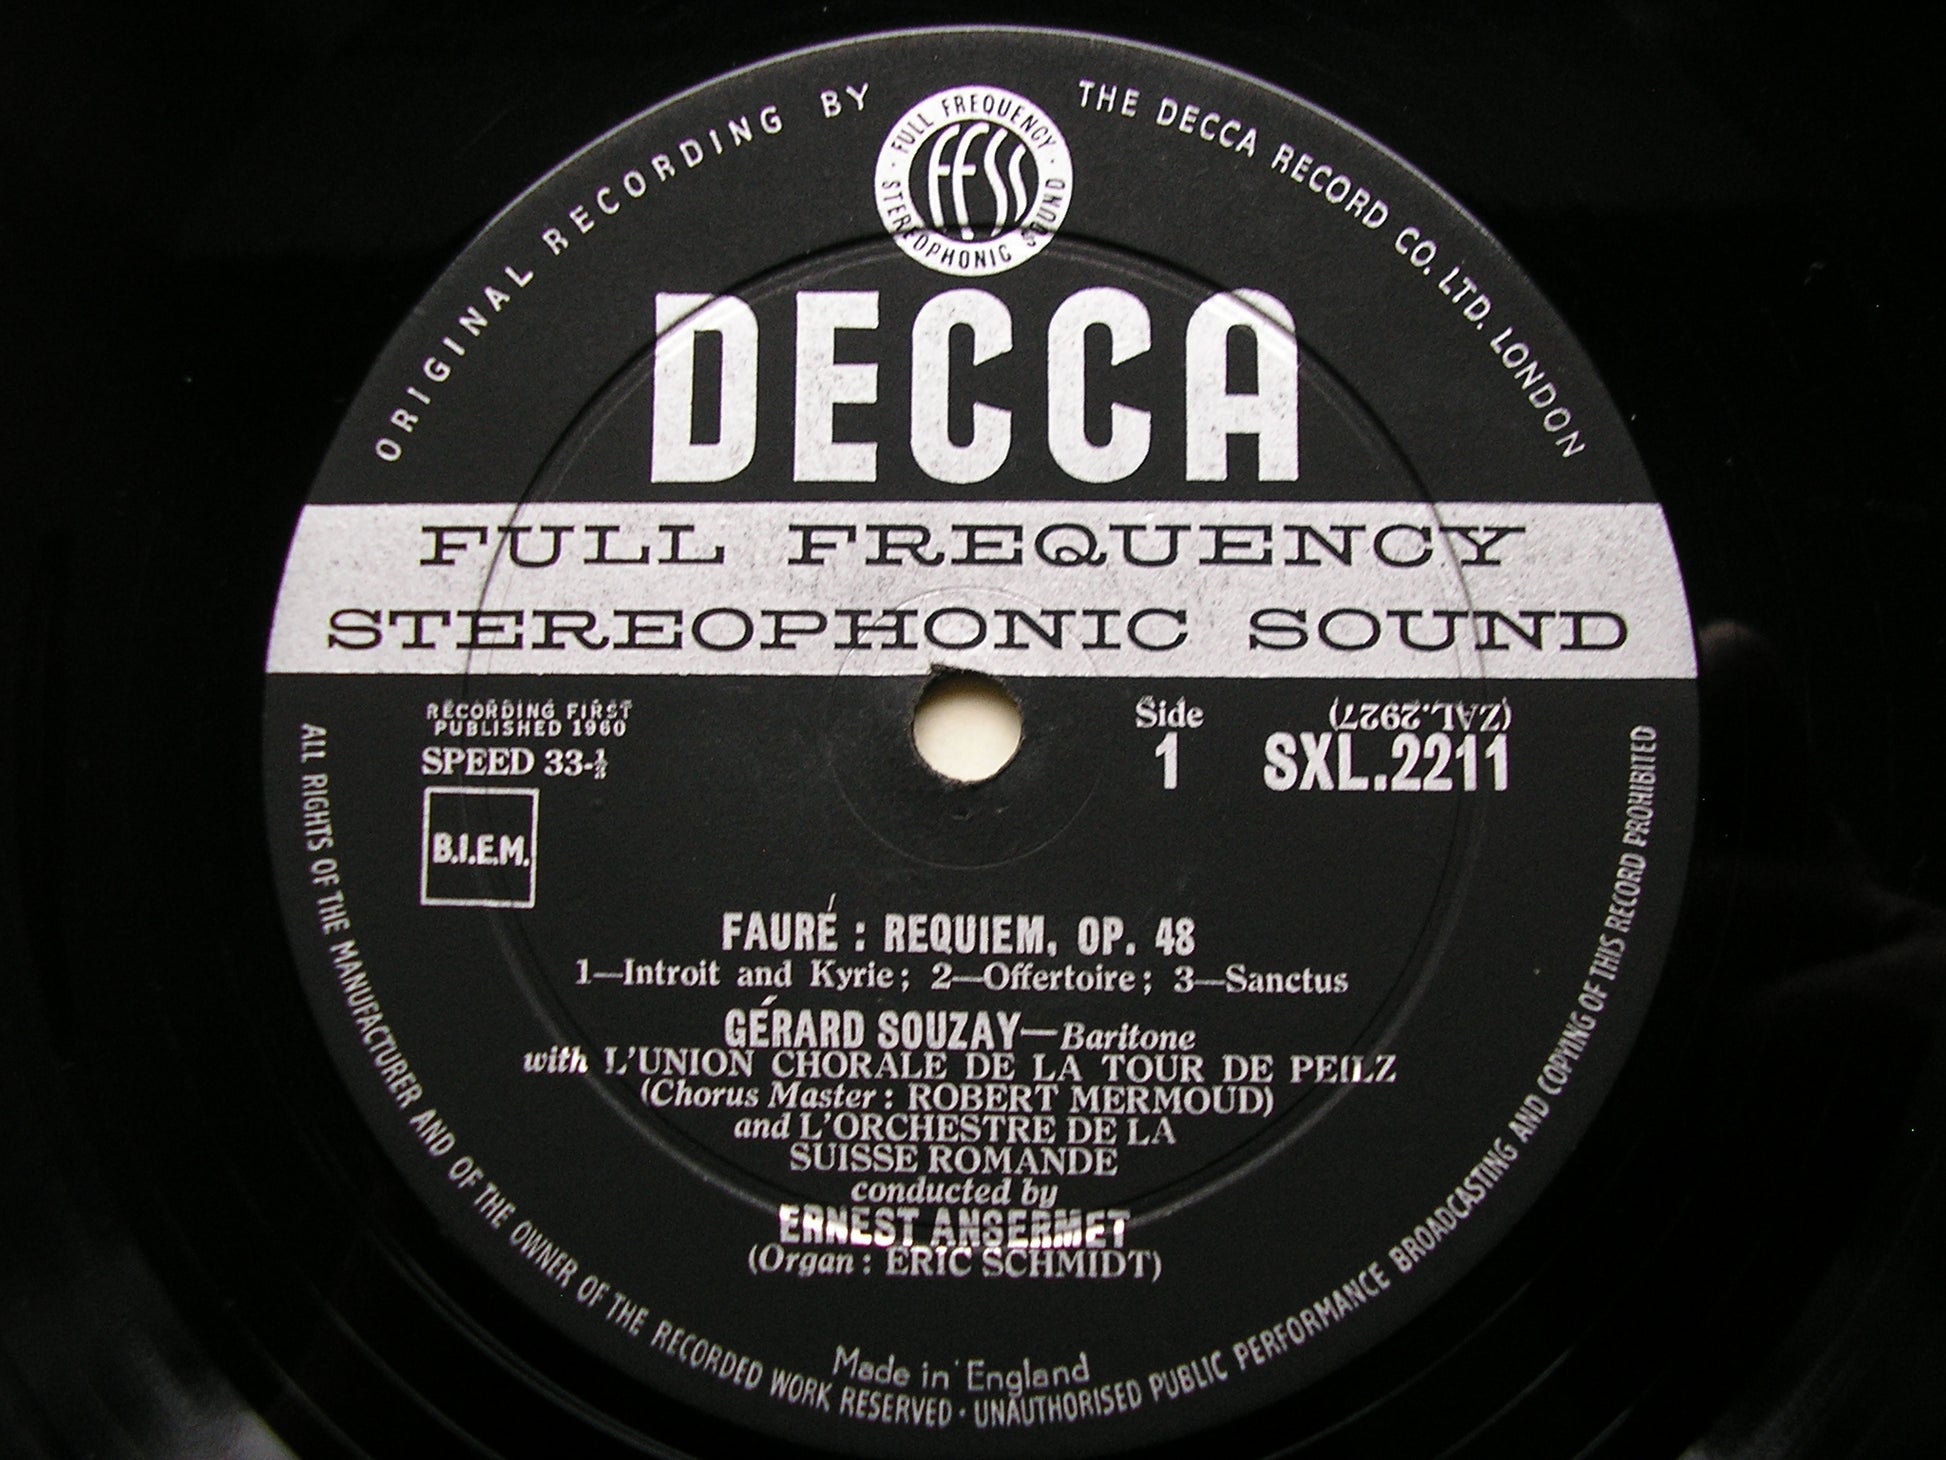 ORIGINAL RECORDING BY
THE DECCA RECORD CO. LTD. LONDON
FULL FREQUENCY
STEREOPHONIC SOUND
FFSS
DECCA
FULL FREQUENCY
STEREOPHONIC SOUND
RECORDING FIRST
PUBLISHED 1960
SPEED 33-⅓
B.I.E.M.
Side
1
(ZAL.2927)
SXL.2211
FAURÉ : REQUIEM, OP. 48
1—Introit and Kyrie; 2—Offertoire; 3—Sanctus
GÉRARD SOUZAY—Baritone
with L'UNION CHORALE DE LA TOUR DE PEILZ
(Chorus Master : ROBERT MERMOUD)
and L'ORCHESTRE DE LA
SUISSE ROMANDE
conducted by
ERNEST ANSERMET
(Organ : ERIC SCHMIDT)
Made in England
ALL RIGHTS OF THE MANUFACTURER AND OF THE OWNER OF THE RECORDED WORK RESERVED · UNAUTHORISED PUBLIC PERFORMANCE BROADCASTING AND COPYING OF THIS RECORD PROHIBITED